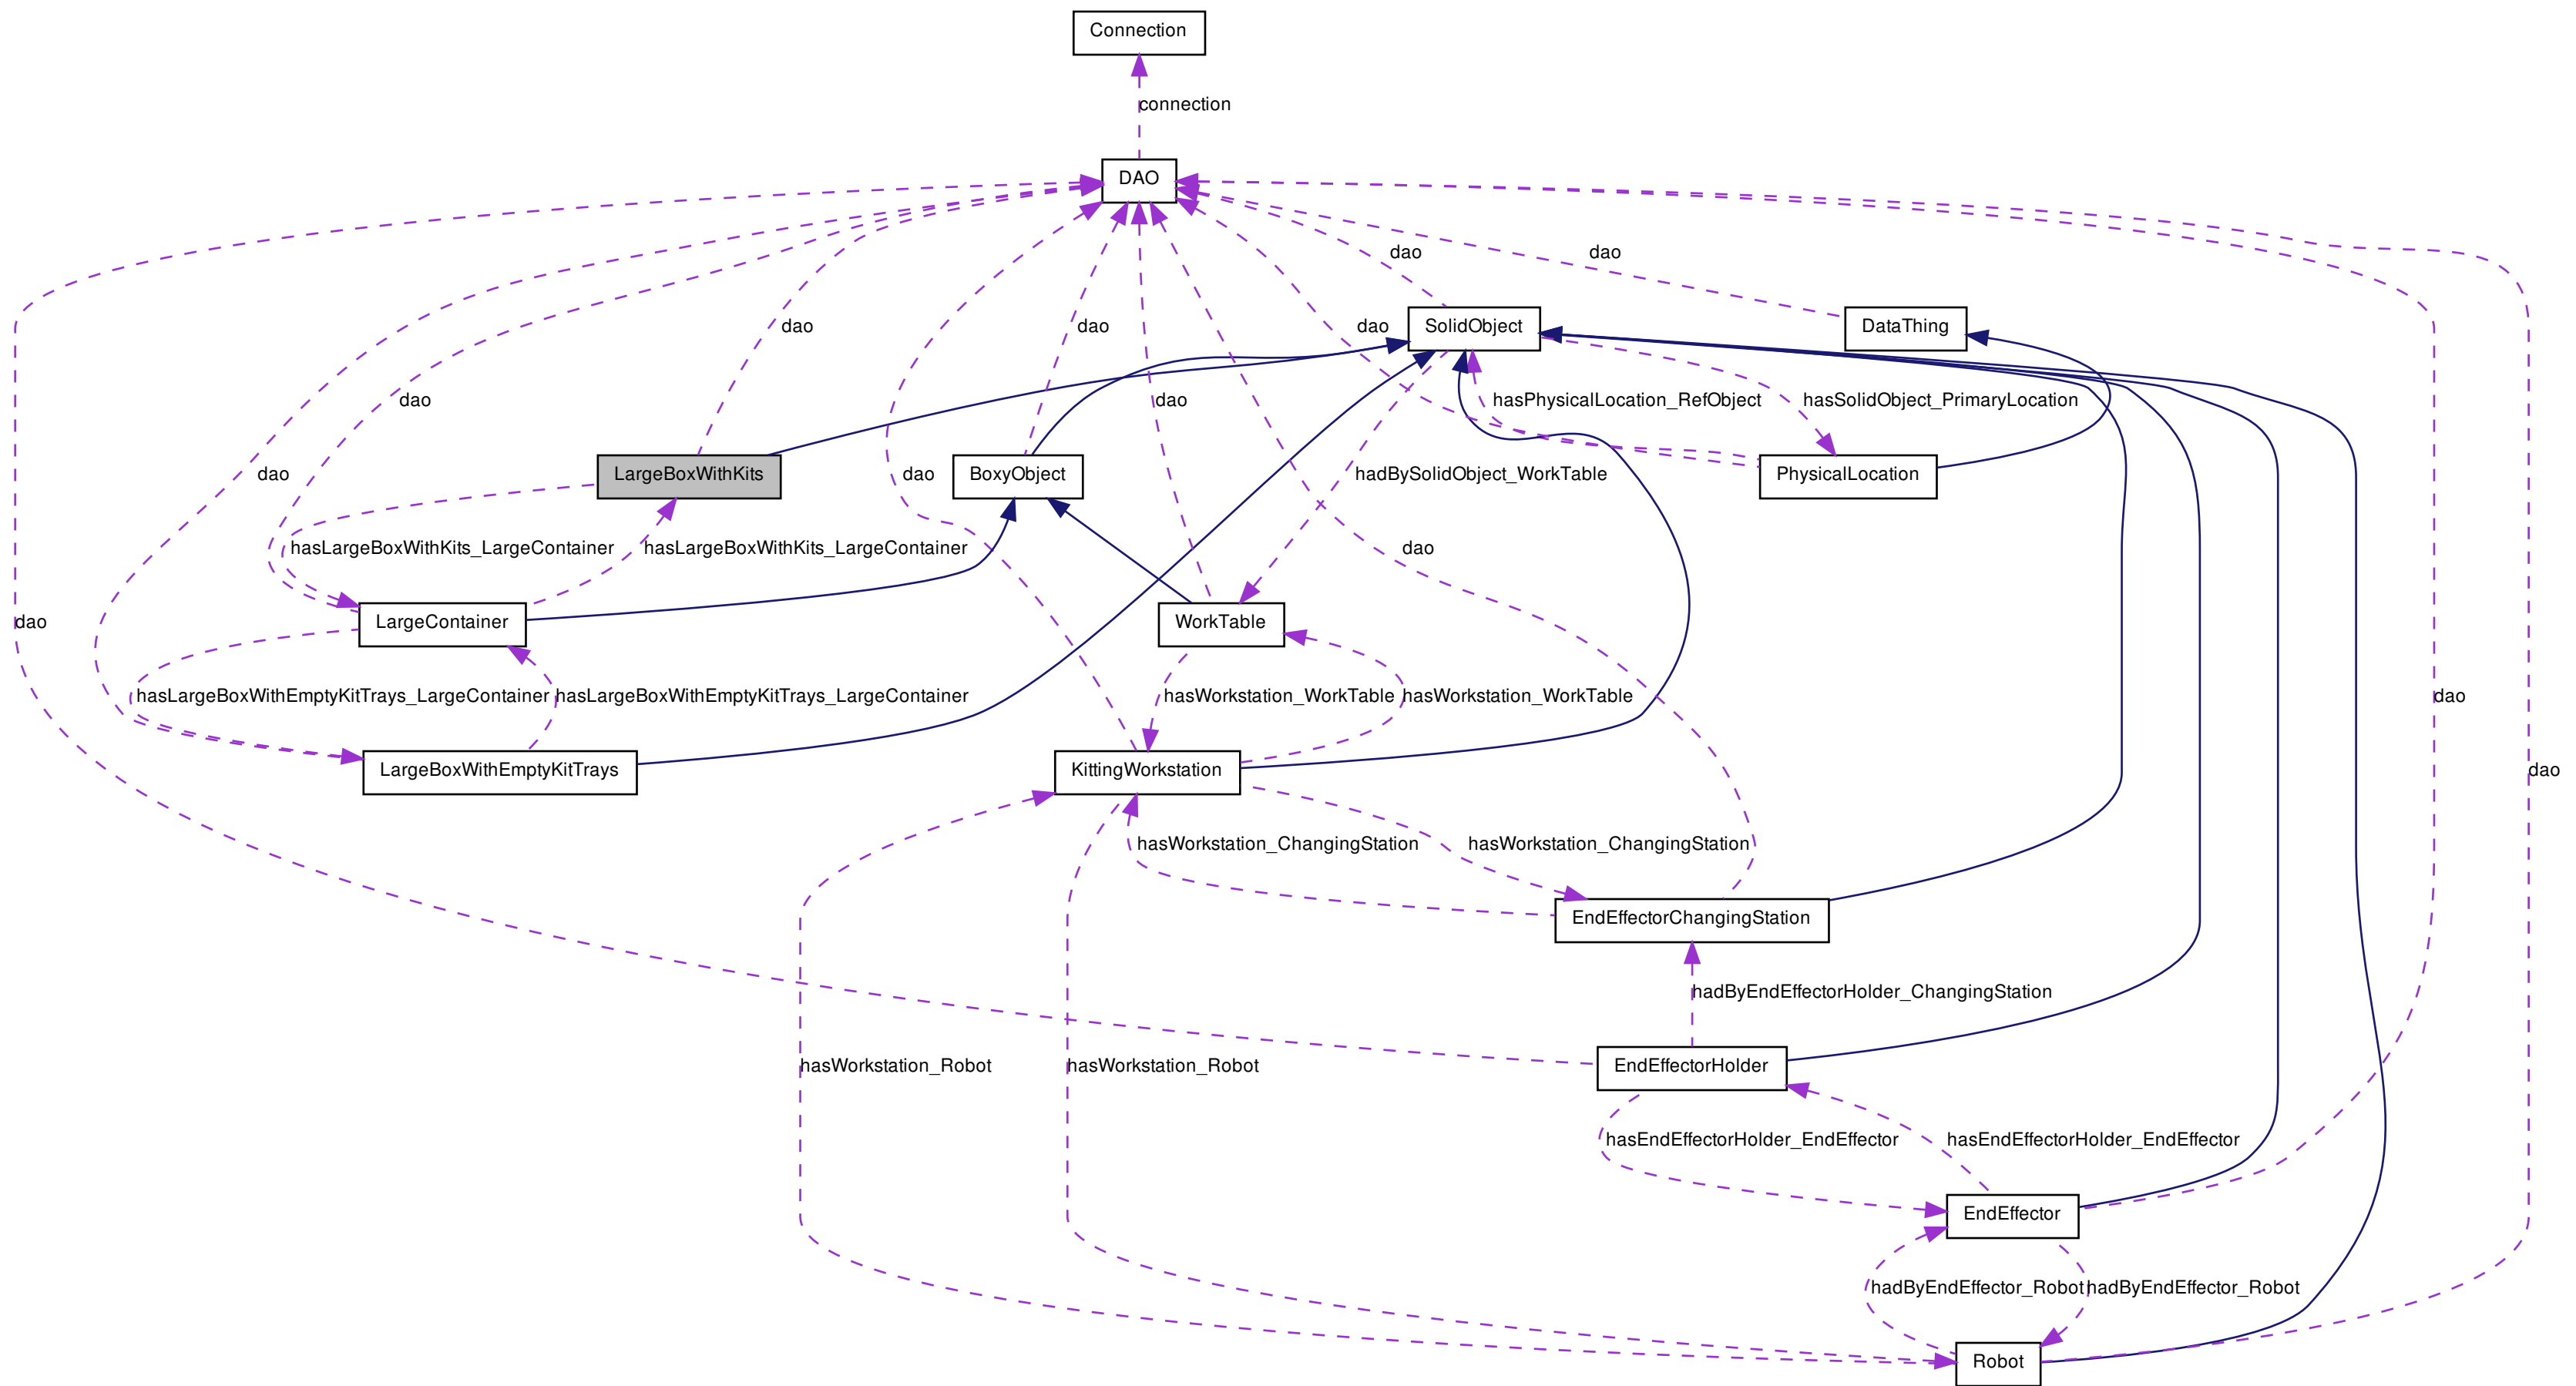 Connection
connection
DAO
dao
dao
dao
dao
dao
SolidObject
DataThing
dao
dao
hasPhysicalLocation_RefObject
hasSolidObject_PrimaryLocation
dao
LargeBoxWithKits
dao
BoxyObject
hadBySolidObject_WorkTable
PhysicalLocation
hasLargeBoxWithKits_LargeContainer
hasLargeBoxWithKits_LargeContainer
dao
dao
LargeContainer
WorkTable
hasLargeBoxWithEmptyKitTrays_LargeContainer
hasLargeBoxWithEmptyKitTrays_LargeContainer
hasWorkstation_WorkTable
hasWorkstation_WorkTable
dao
LargeBoxWithEmptyKitTrays
KittingWorkstation
dao
hasWorkstation_ChangingStation
hasWorkstation_ChangingStation
EndEffectorChangingStation
hadByEndEffectorHolder_ChangingStation
hasWorkstation_Robot
hasWorkstation_Robot
EndEffectorHolder
hasEndEffectorHolder_EndEffector
hasEndEffectorHolder_EndEffector
EndEffector
hadByEndEffector_Robot
hadByEndEffector_Robot
Robot